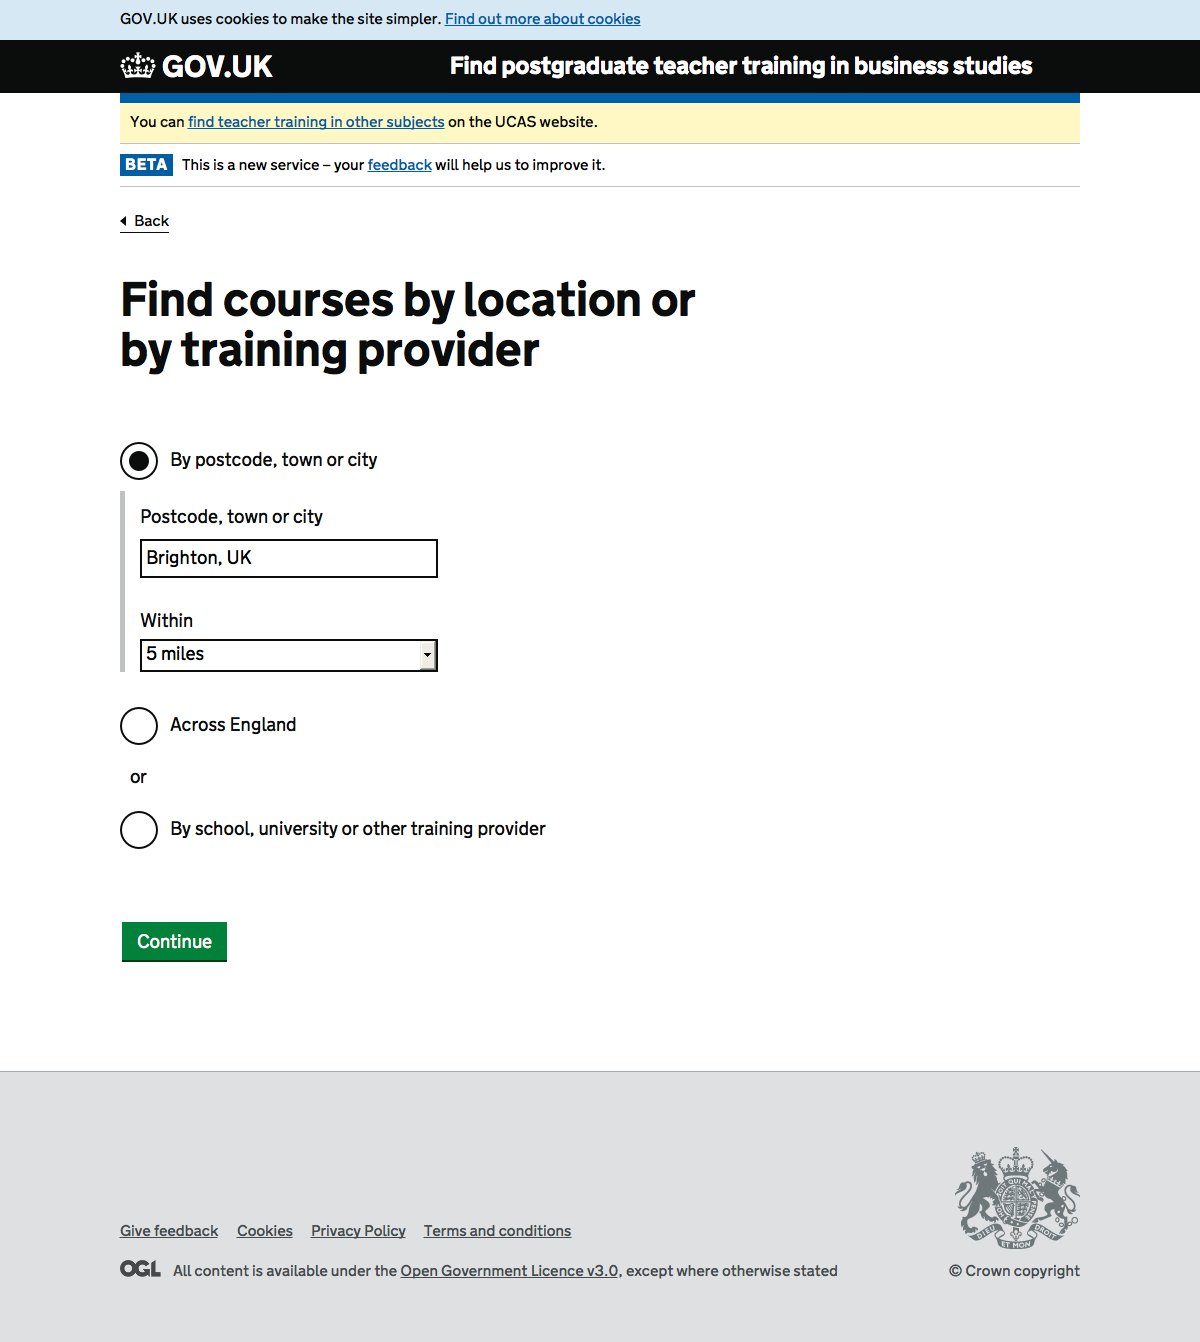 GOV.UK uses cookies to make the site simpler. Find out more about cookies
GOV.UK
Find postgraduate teacher training in business studies
You can find teacher training in other subjects on the UCAS website.
BETA This is a new service – your feedback will help us to improve it.
Back
Find courses by location or
by training provider
By postcode, town or city
Postcode, town or city
Brighton, UK
Within
5 miles
Across England
or
By school, university or other training provider
Continue
Give feedback Cookies Privacy Policy Terms and conditions
OGL All content is available under the Open Government Licence v3.0, except where otherwise stated
DIEU ET MON DROIT
© Crown copyright